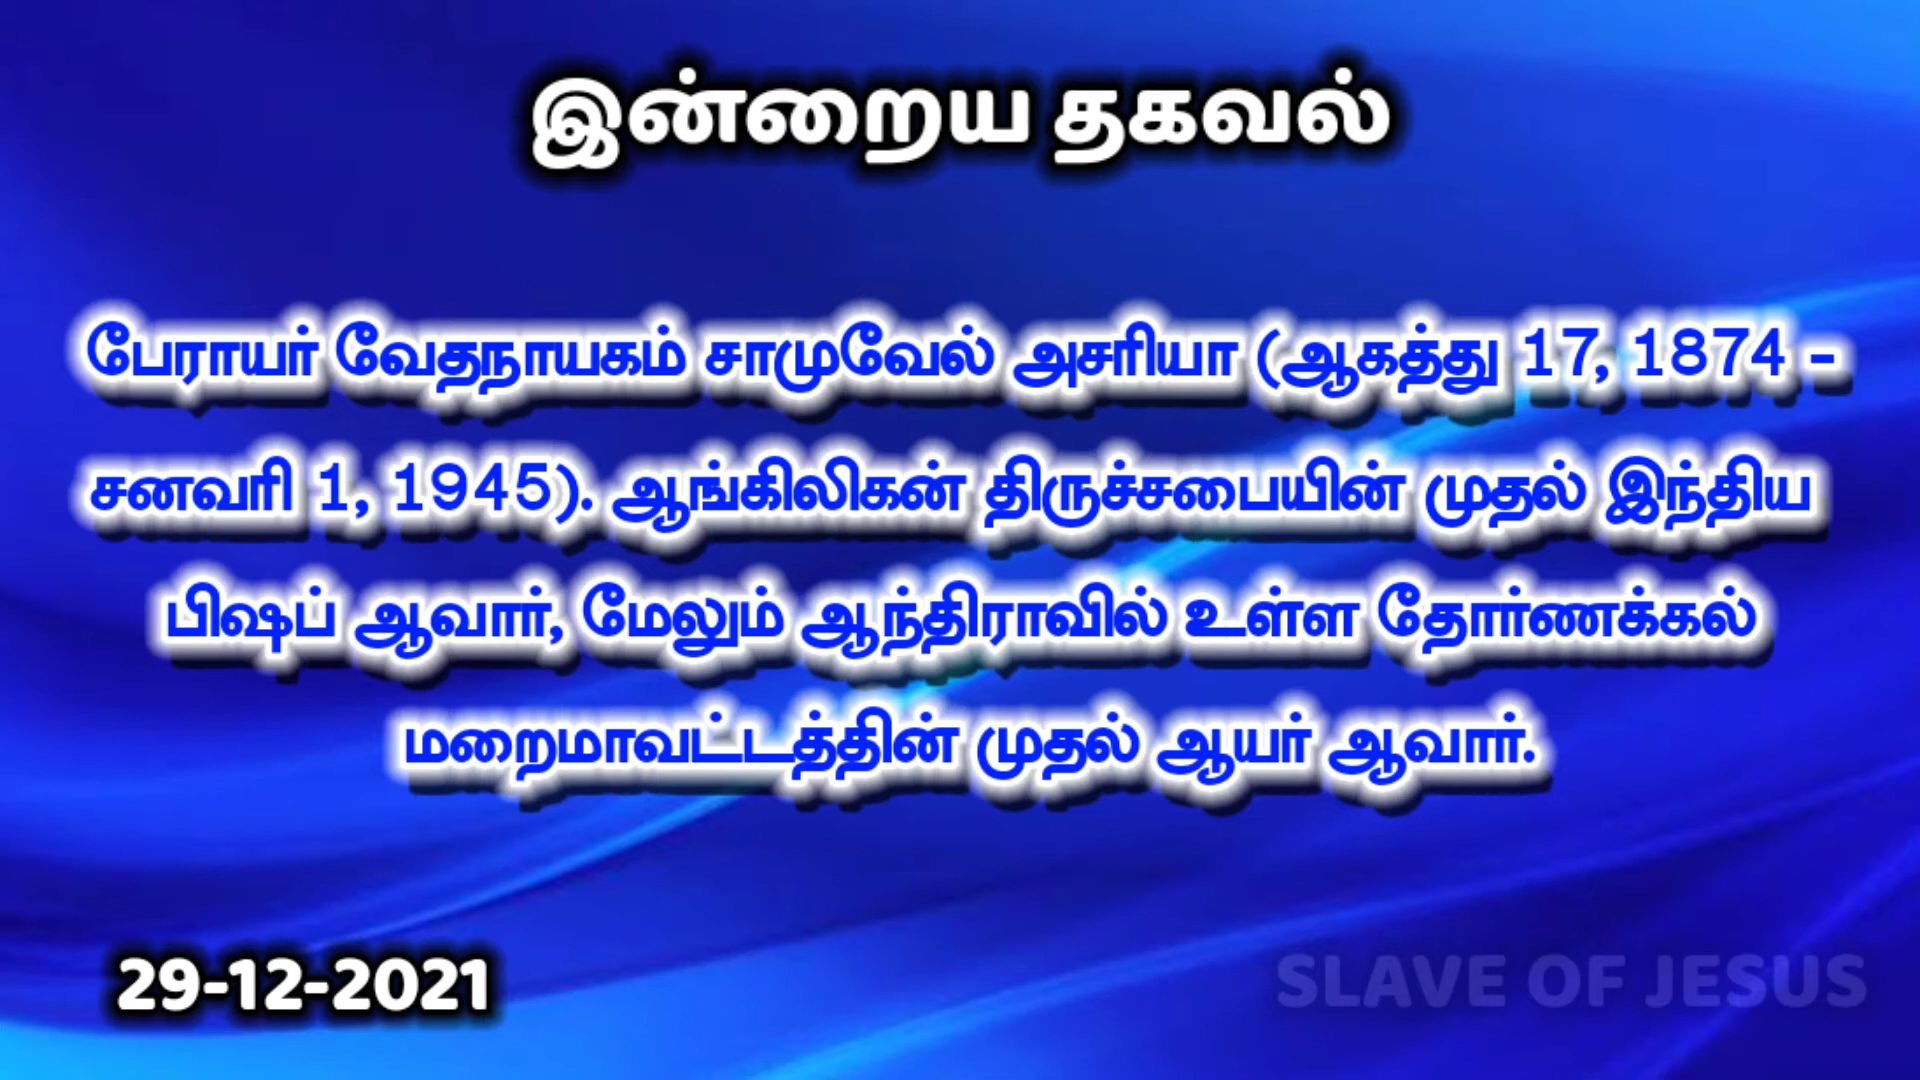 இன்றைய தகவல்
பேராயர் வேதநாயகம் சாமுவேல் அசரியா (ஆகத்து 17, 1874 -
சனவரி 1, 1945). ஆங்கிலிகன் திருச்சபையின் முதல் இந்திய
பிஷப் ஆவார், மேலும் ஆந்திராவில் உள்ள தோர்ணக்கல்
மறைமாவட்டத்தின் முதல் ஆயர் ஆவார்.
29-12-2021
SLAVE OF JESUS